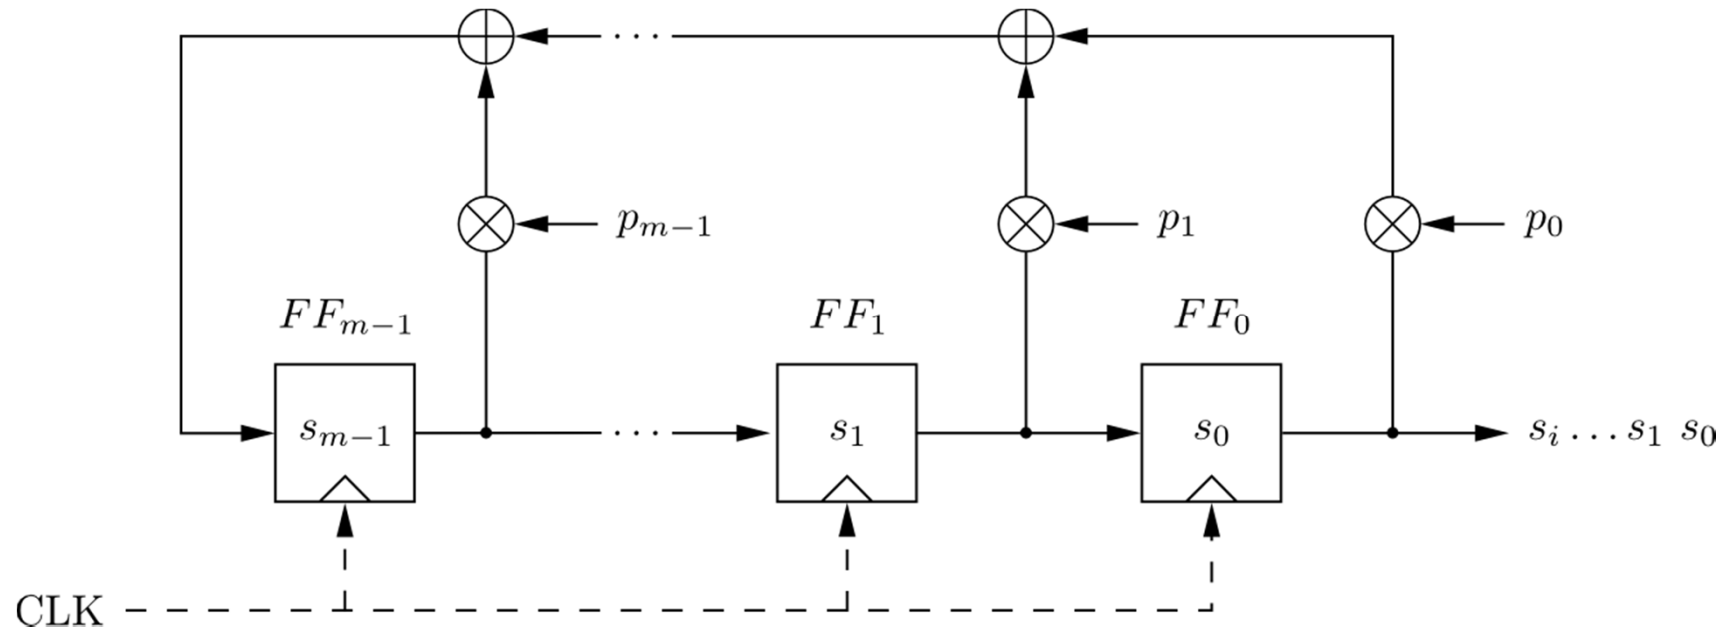 · · ·
p_{m−1} p_1 p_0
FF_{m−1} FF_1 FF_0
s_{m−1} · · · s_1 s_0 s_i . . . s_1 s_0
CLK